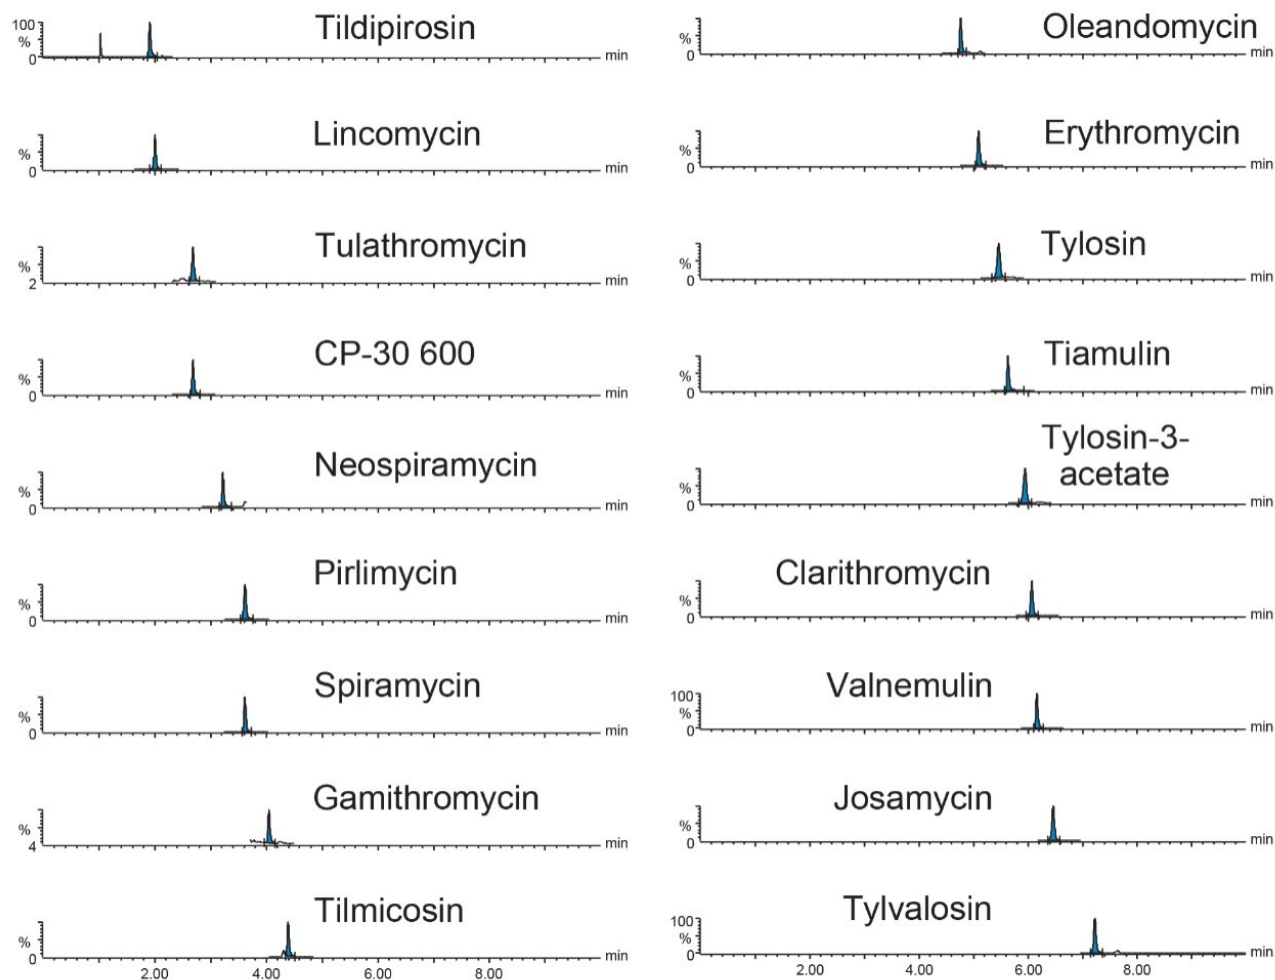 100
%
0
Tildipirosin
min
%
0
Lincomycin
min
%
2
Tulathromycin
min
%
0
CP-30 600
min
%
0
Neospiramycin
min
%
0
Pirlimycin
min
%
0
Spiramycin
min
%
4
Gamithromycin
min
%
0
Tilmicosin
min
2.00 4.00 6.00 8.00
%
0
Oleandomycin
min
%
0
Erythromycin
min
%
0
Tylosin
min
%
0
Tiamulin
min
%
0
Tylosin-3-
acetate
min
%
0
Clarithromycin
min
100
%
0
Valnemulin
min
%
0
Josamycin
min
100
%
0
Tylvalosin
min
2.00 4.00 6.00 8.00